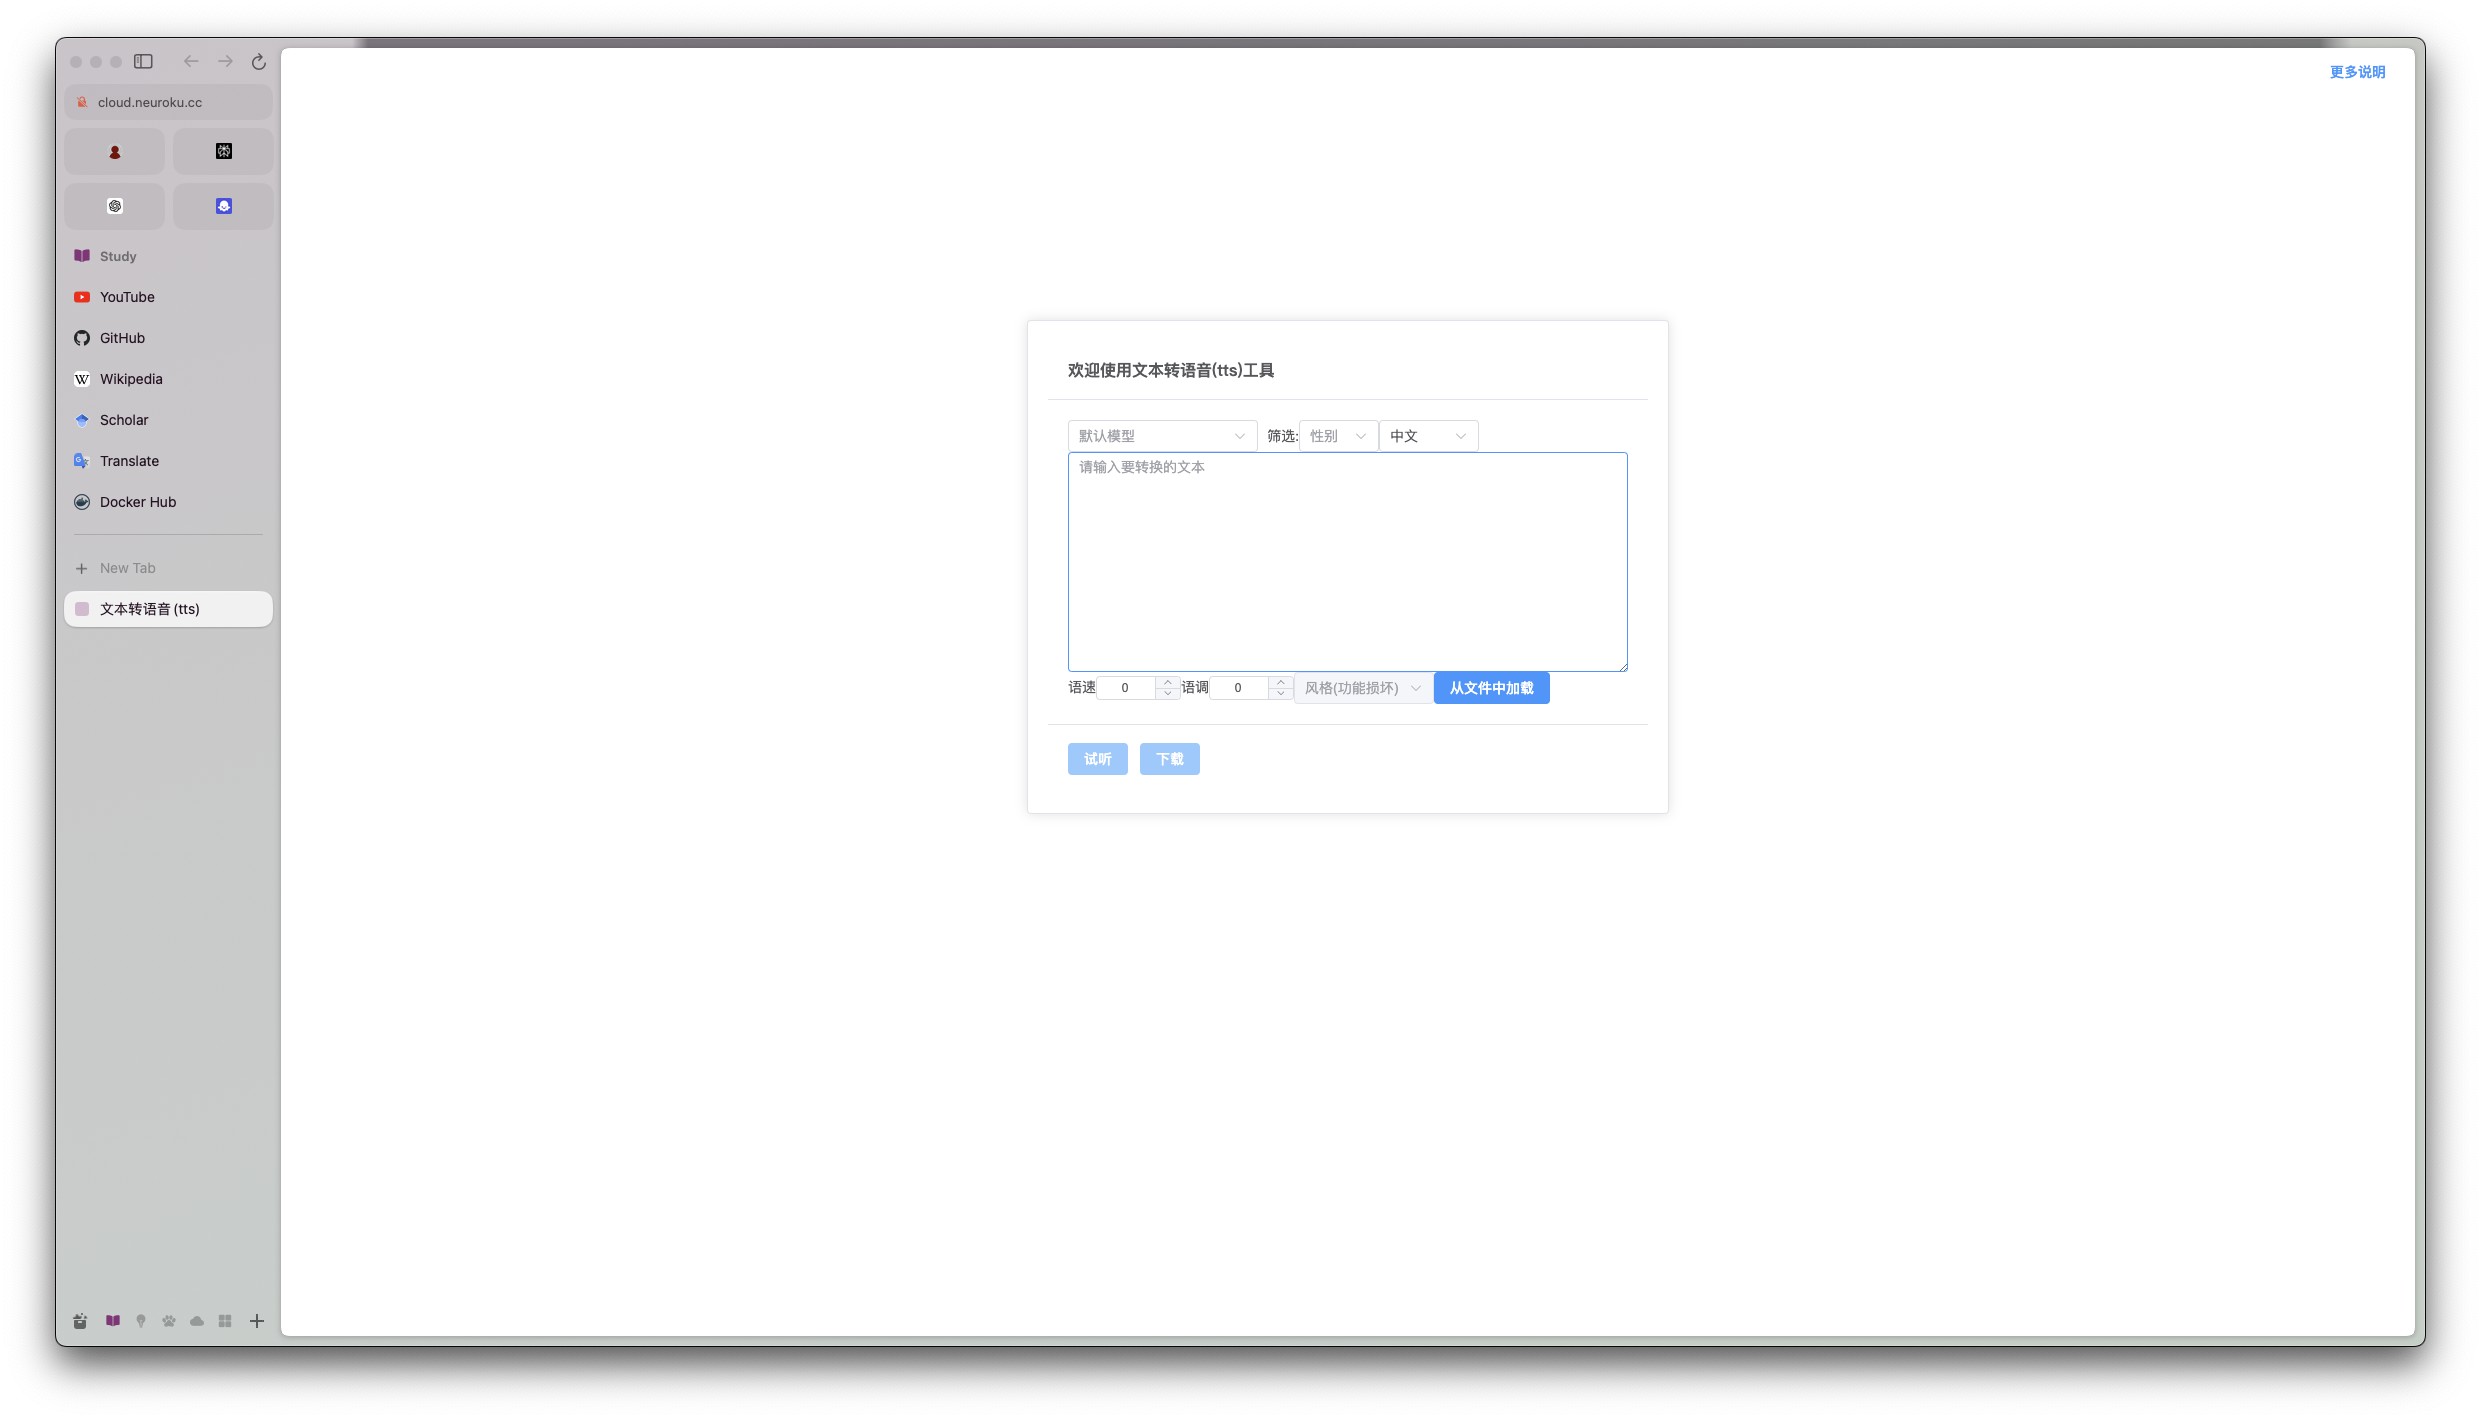 cloud.neuroku.cc
Study
YouTube
GitHub
Wikipedia
Scholar
Translate
Docker Hub
New Tab
文本转语音 (tts)
更多说明
欢迎使用文本转语音(tts)工具
默认模型 筛选: 性别 中文
请输入要转换的文本
语速 0 语调 0 风格(功能损坏) 从文件中加载
试听 下载